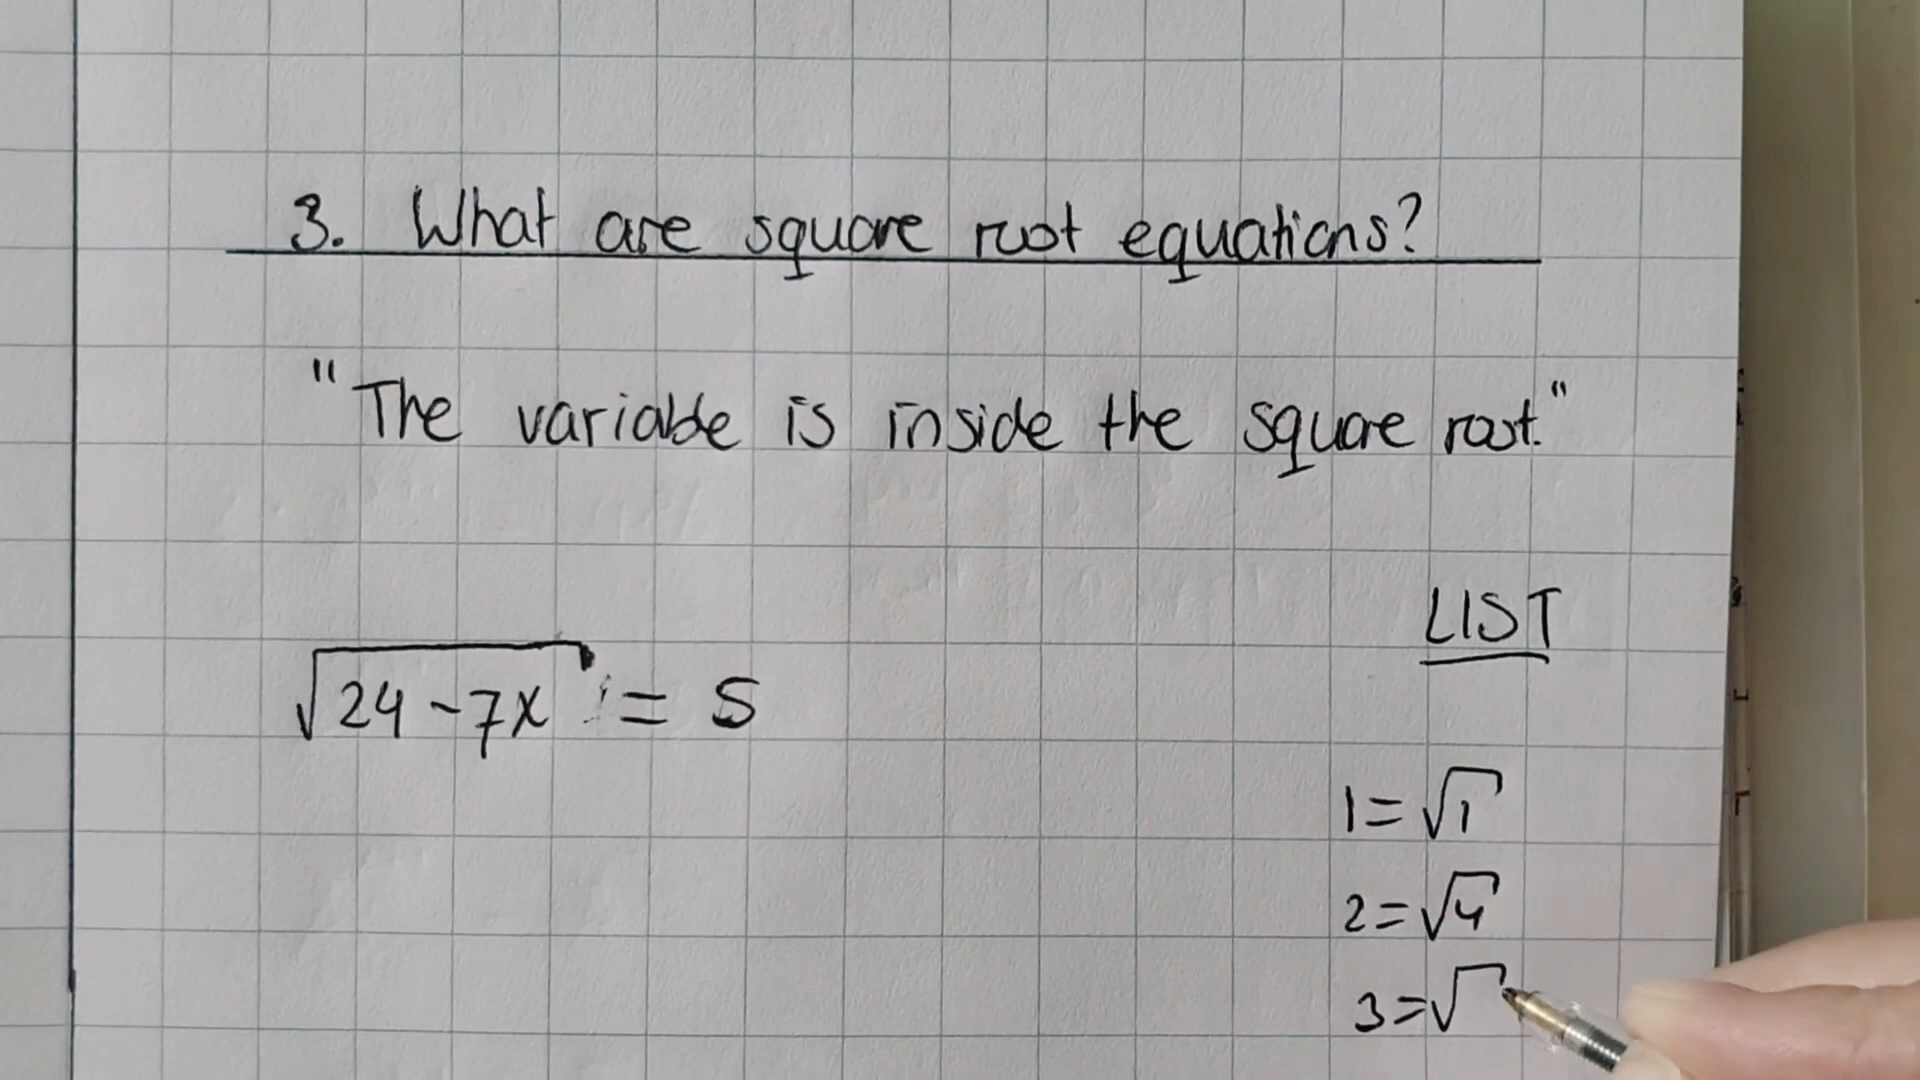 3. What are square root equations?
"The variable is inside the square root."
√24-7x = 5
LIST
1=√1
2=√4
3=√